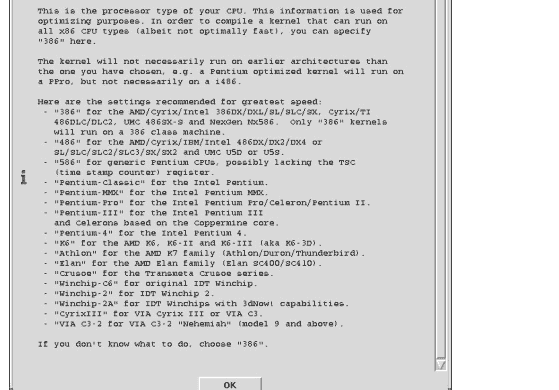 This is the processor type of your CPU. This information is used for
optimizing purposes. In order to compile a kernel that can run on
all x86 CPU types (albeit not optimally fast), you can specify
"386" here.
The kernel will not necessarily run on earlier architectures than
the one you have chosen, e.g. a Pentium optimized kernel will run on
a PPro, but not necessarily on a i486.
Here are the settings recommended for greatest speed:
- "386" for the AMD/Cyrix/Intel 386DX/DXL/SL/SLC/SX, Cyrix/TI
486DLC/DLC2, UMC 486SX-S and NexGen Nx586.  Only "386" kernels
will run on a 386 class machine.
- "486" for the AMD/Cyrix/IBM/Intel 486DX/DX2/DX4 or
SL/SLC/SLC2/SLC3/SX/SX2 and UMC U5D or U5S.
- "586" for generic Pentium CPUs, possibly lacking the TSC
(time stamp counter) register.
- "Pentium-Classic" for the Intel Pentium.
- "Pentium-MMX" for the Intel Pentium MMX.
- "Pentium-Pro" for the Intel Pentium Pro/Celeron/Pentium II.
- "Pentium-III" for the Intel Pentium III
and Celerons based on the Coppermine core.
- "Pentium-4" for the Intel Pentium 4.
- "K6" for the AMD K6, K6-II and K6-III (aka K6-3D).
- "Athlon" for the AMD K7 family (Athlon/Duron/Thunderbird).
- "Elan" for the AMD Elan family (Elan SC400/SC410).
- "Crusoe" for the Transmeta Crusoe series.
- "Winchip-C6" for original IDT Winchip.
- "Winchip-2" for IDT Winchip 2.
- "Winchip-2A" for IDT Winchips with 3dNow! capabilities.
- "CyrixIII" for VIA Cyrix III or VIA C3.
- "VIA C3-2 for VIA C3-2 "Nehemiah" (model 9 and above).
If you don't know what to do, choose "386".
OK